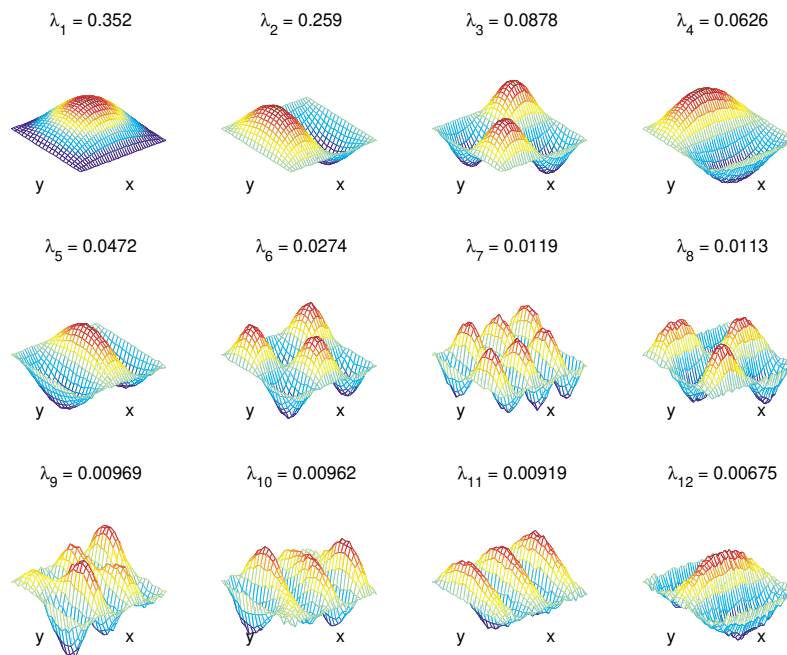 λ₁ = 0.352 λ₂ = 0.259 λ₃ = 0.0878 λ₄ = 0.0626
y x y x y x y x
λ₅ = 0.0472 λ₆ = 0.0274 λ₇ = 0.0119 λ₈ = 0.0113
y x y x y x y x
λ₉ = 0.00969 λ₁₀ = 0.00962 λ₁₁ = 0.00919 λ₁₂ = 0.00675
y x y x y x y x